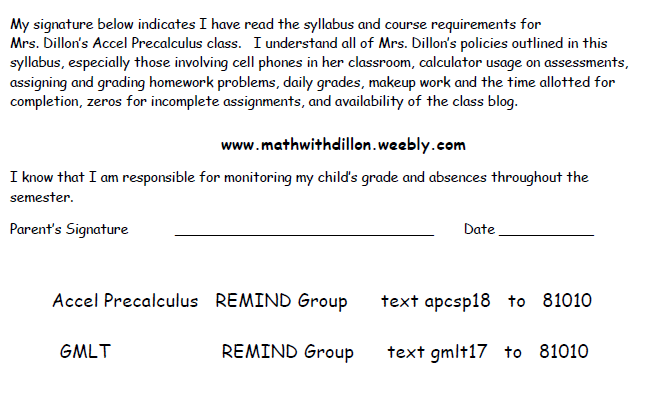 My signature below indicates I have read the syllabus and course requirements for
Mrs. Dillon's Accel Precalculus class. I understand all of Mrs. Dillon's policies outlined in this
syllabus, especially those involving cell phones in her classroom, calculator usage on assessments,
assigning and grading homework problems, daily grades, makeup work and the time allotted for
completion, zeros for incomplete assignments, and availability of the class blog.
www.mathwithdillon.weebly.com
I know that I am responsible for monitoring my child's grade and absences throughout the
semester.
Parent's Signature ______________________________ Date ___________
Accel Precalculus REMIND Group text apcsp18 to 81010
GMLT REMIND Group text gmlt17 to 81010